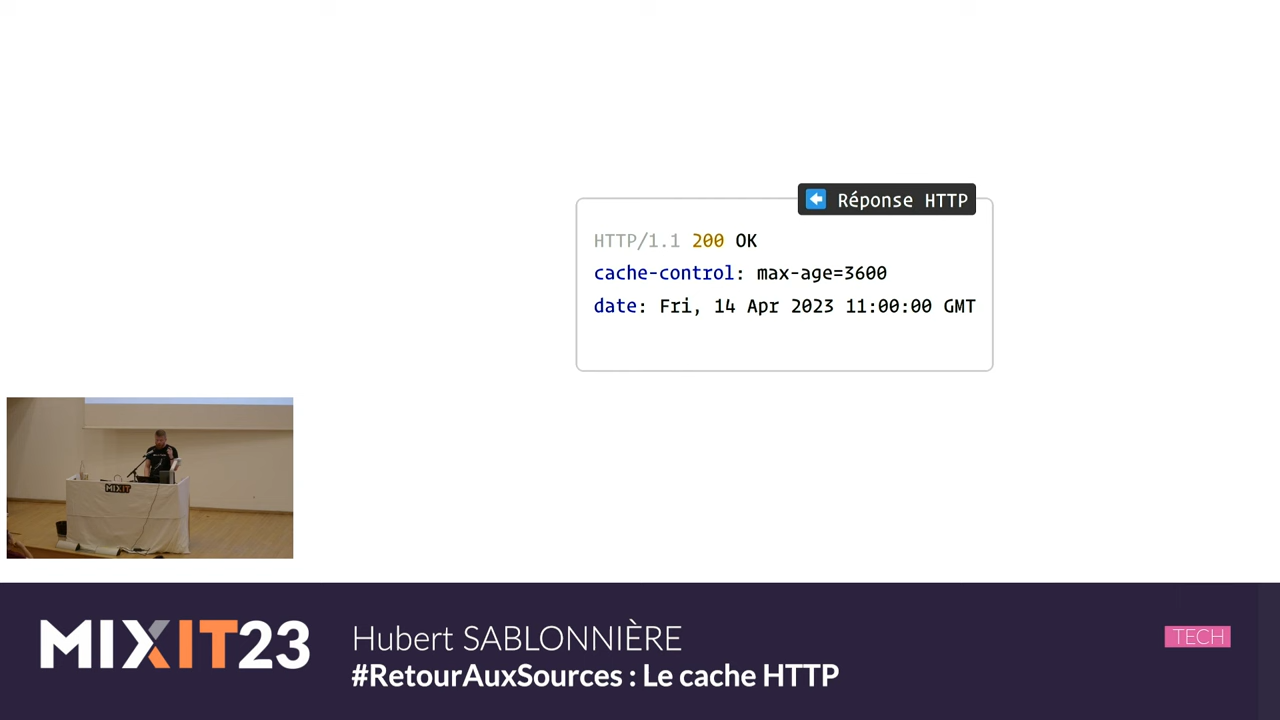 Réponse HTTP
HTTP/1.1 200 OK
cache-control: max-age=3600
date: Fri, 14 Apr 2023 11:00:00 GMT
MIXIT
MIXIT23
Hubert SABLONNIÈRE
#RetourAuxSources : Le cache HTTP
TECH